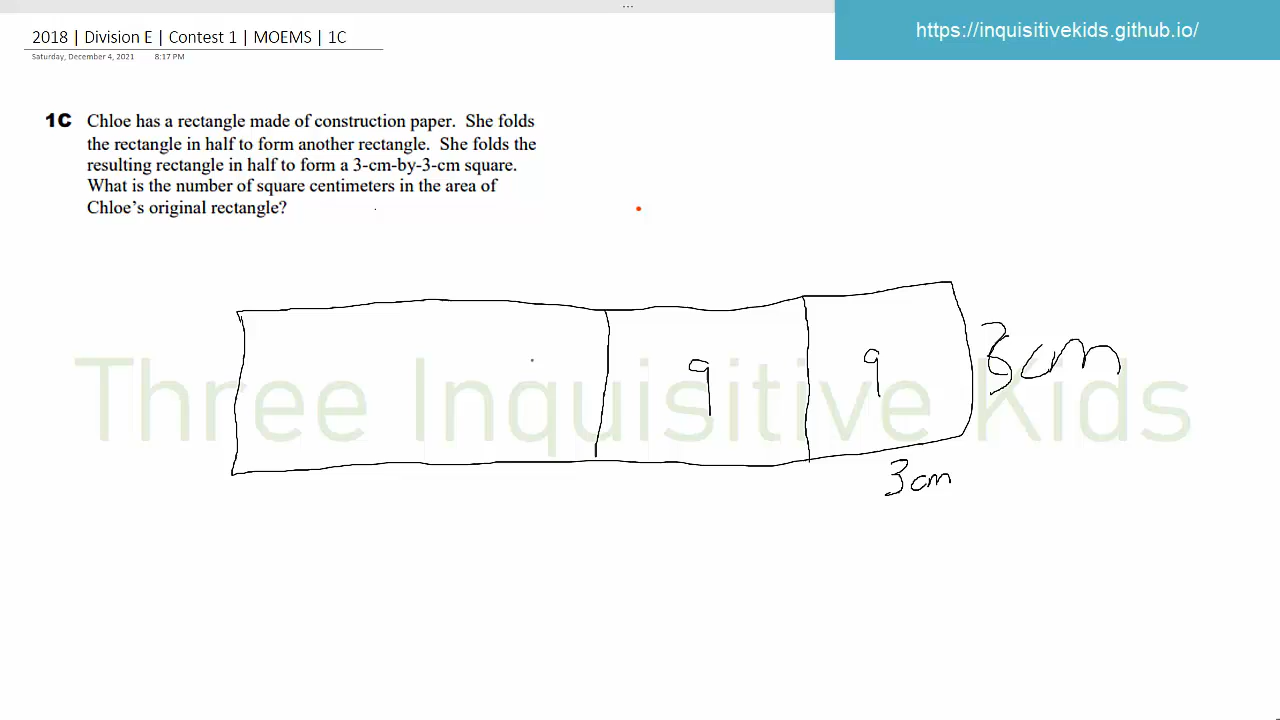 https://inquisitivekids.github.io/
2018 | Division E | Contest 1 | MOEMS | 1C
Saturday, December 4, 2021 8:17 PM
1C Chloe has a rectangle made of construction paper. She folds
the rectangle in half to form another rectangle. She folds the
resulting rectangle in half to form a 3-cm-by-3-cm square.
What is the number of square centimeters in the area of
Chloe's original rectangle?
9 9 3cm
Three Inquisitive Kids
3cm